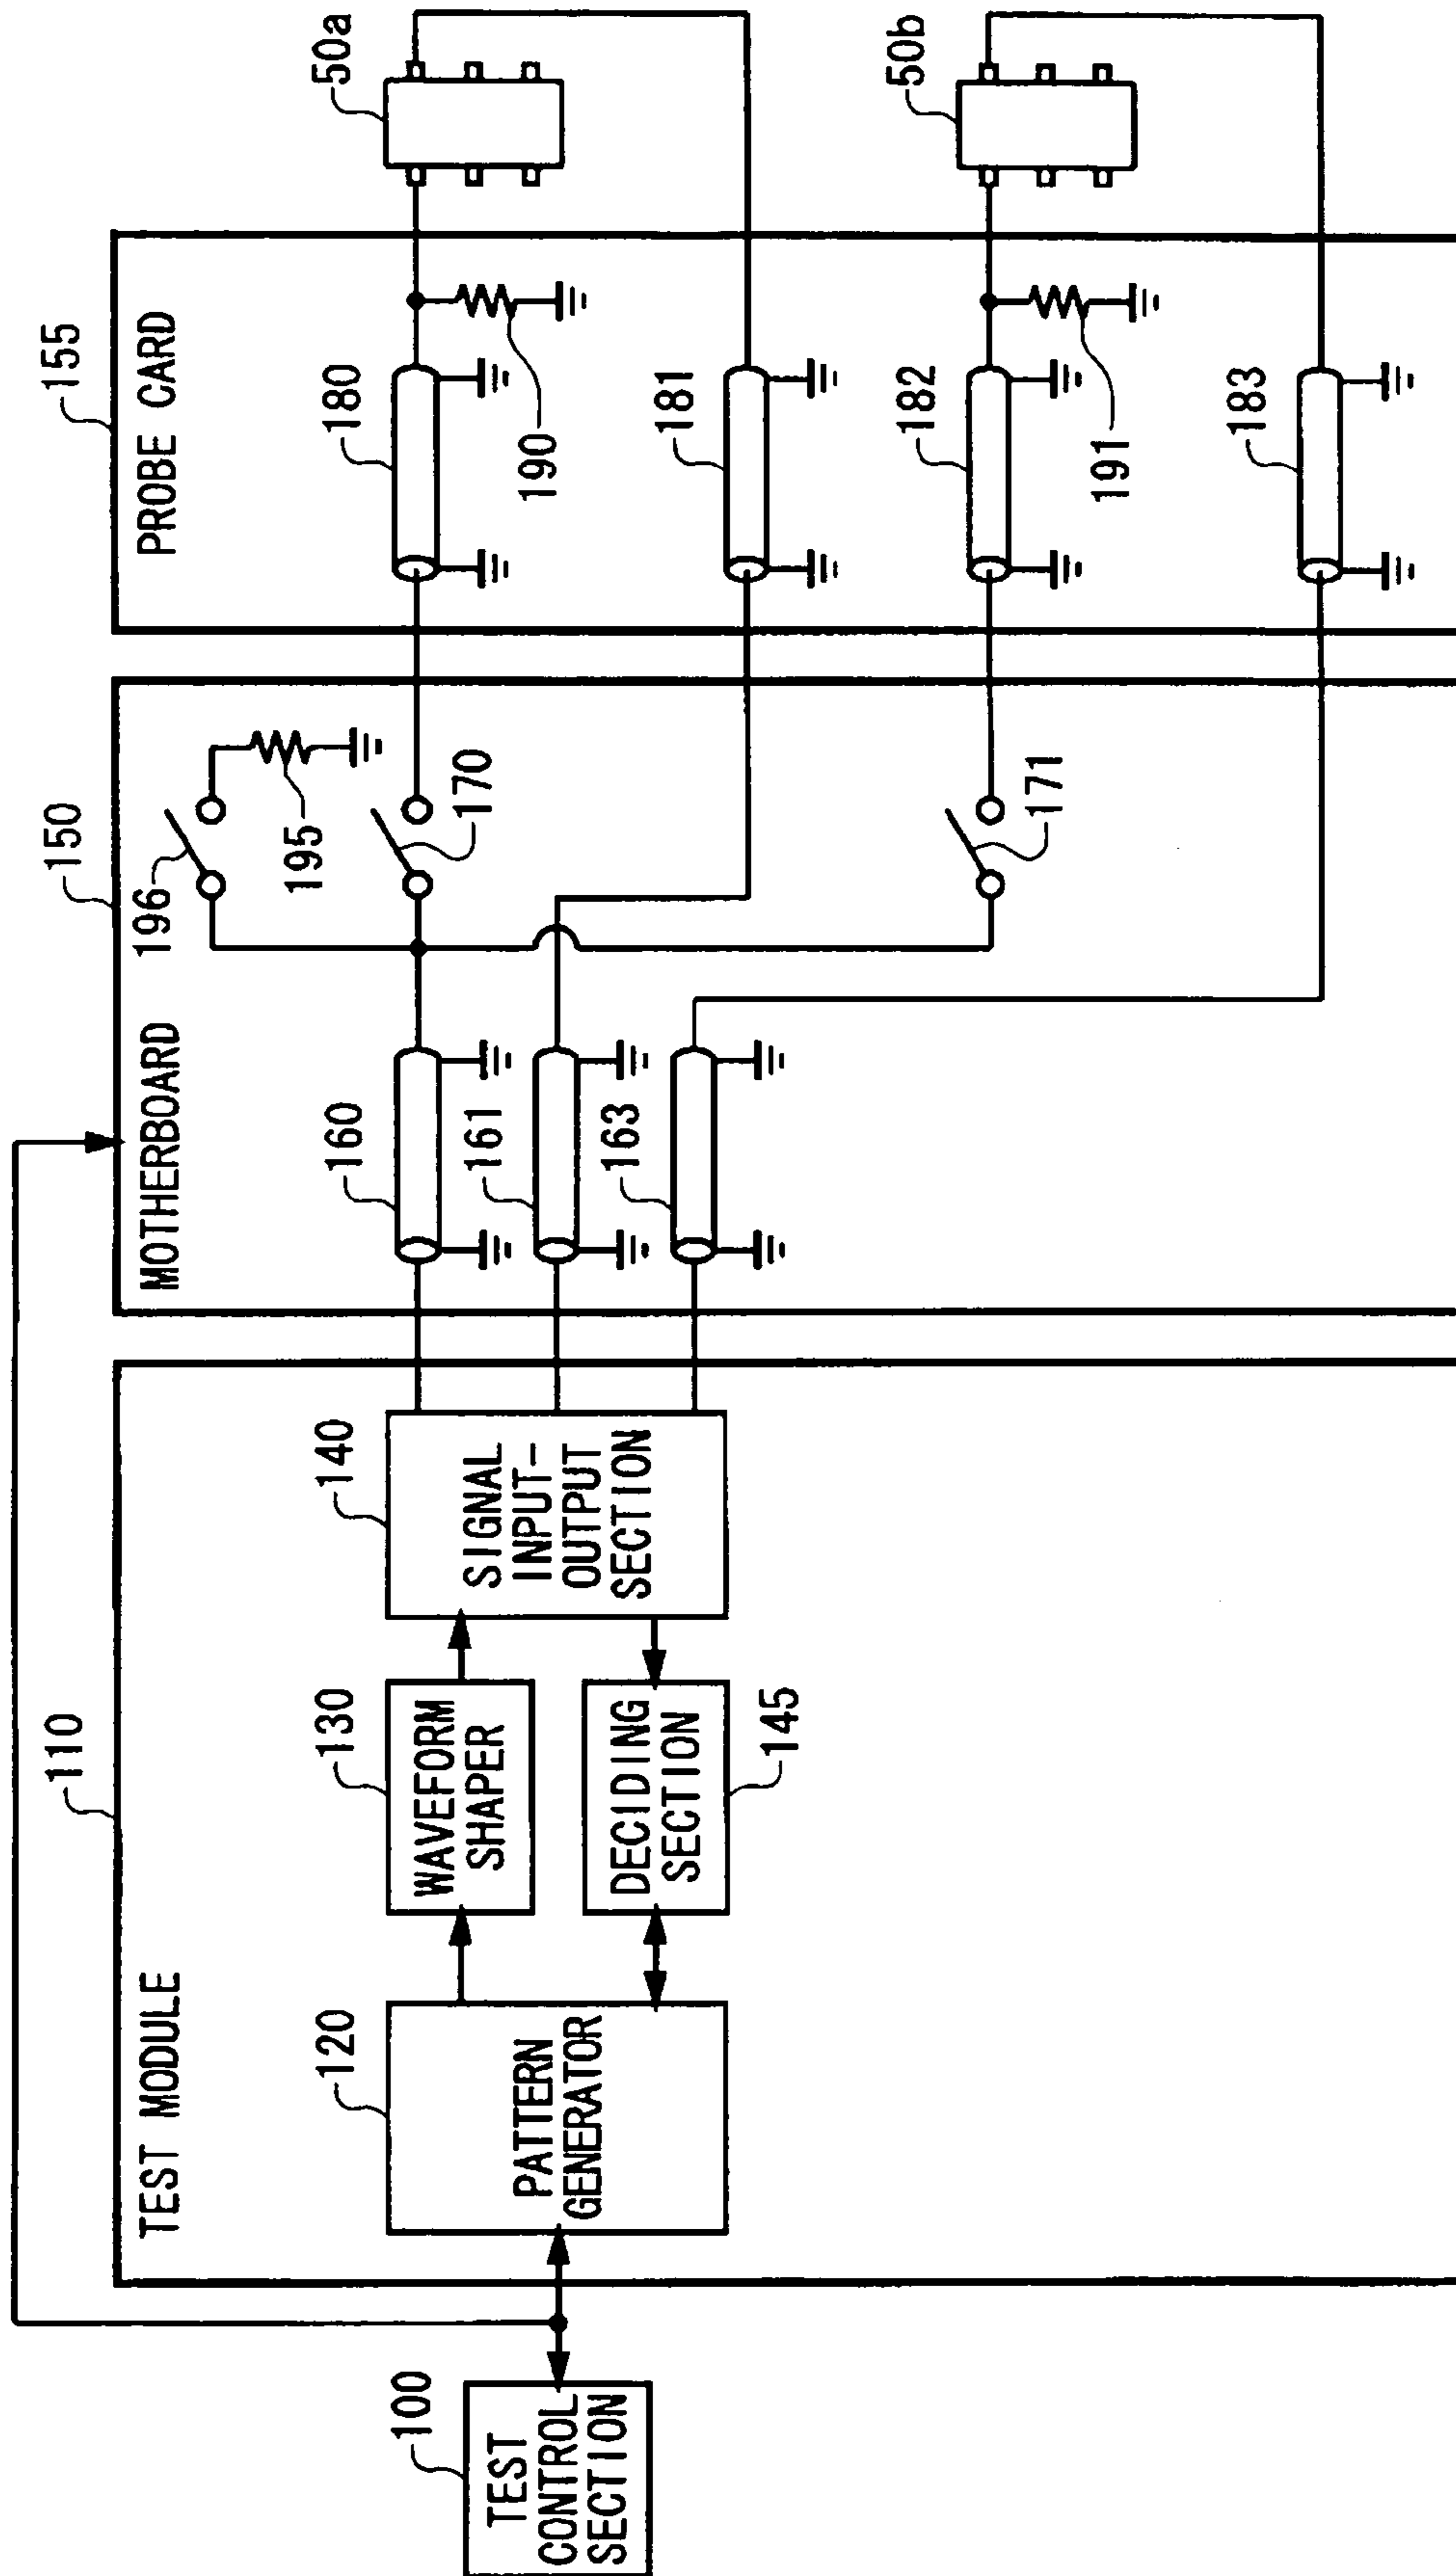 100
TEST
CONTROL
SECTION
110
TEST MODULE
120
PATTERN
GENERATOR
130
WAVEFORM
SHAPER
DECIDING
SECTION
145
140
SIGNAL
INPUT-
OUTPUT
SECTION
150
MOTHERBOARD
160
161
163
196
195
170
171
155
PROBE CARD
180
190
181
182
191
183
50a
50b